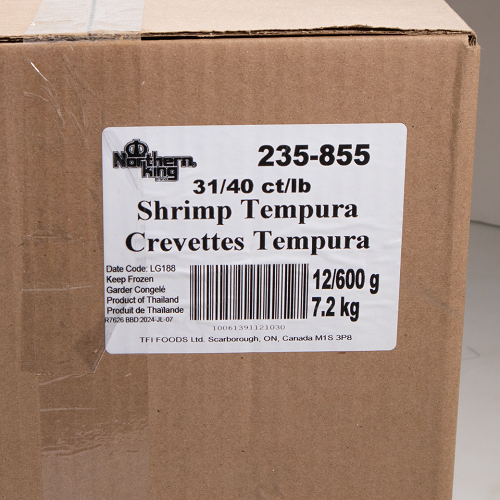 Northern King
235-855
31/40 ct/lb
Shrimp Tempura
Crevettes Tempura
Date Code: LG188
Keep Frozen
Garder Congelé
Product of Thailand
Produit de Thaïlande
R7626 BBD:2024-JL-07
12/600 g
7.2 kg
10061391121030
TFI FOODS Ltd. Scarborough, ON, Canada M1S 3P8